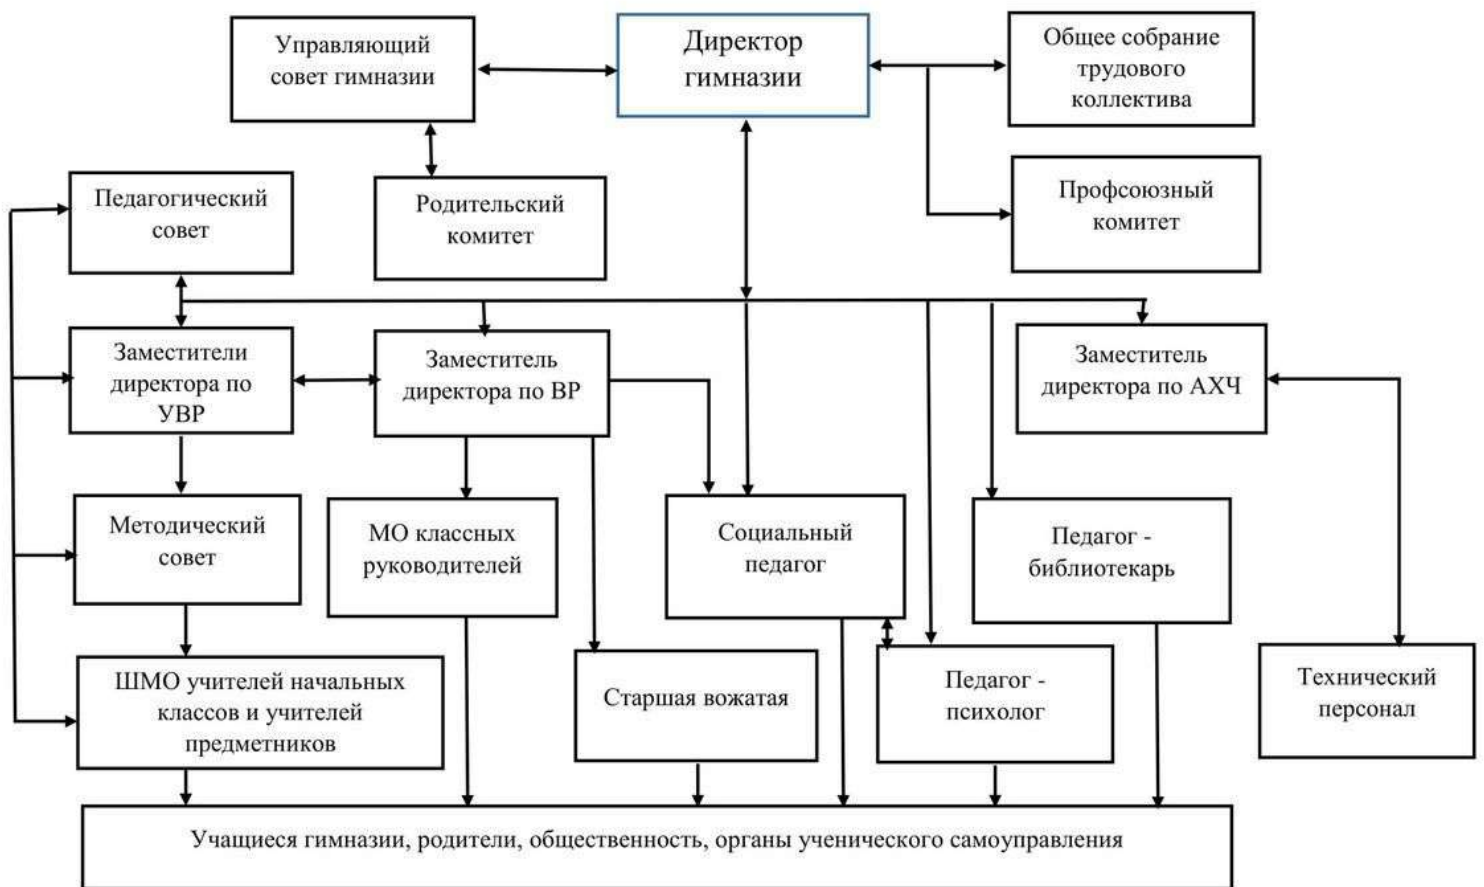 Управляющий
совет гимназии
Директор
гимназии
Общее собрание
трудового
коллектива
Педагогический
совет
Родительский
комитет
Профсоюзный
комитет
Заместители
директора по
УВР
Заместитель
директора по ВР
Заместитель
директора по АХЧ
Методический
совет
МО классных
руководителей
Социальный
педагог
Педагог -
библиотекарь
ШМО учителей начальных
классов и учителей
предметников
Старшая вожатая
Педагог -
психолог
Технический
персонал
Учащиеся гимназии, родители, общественность, органы ученического самоуправления